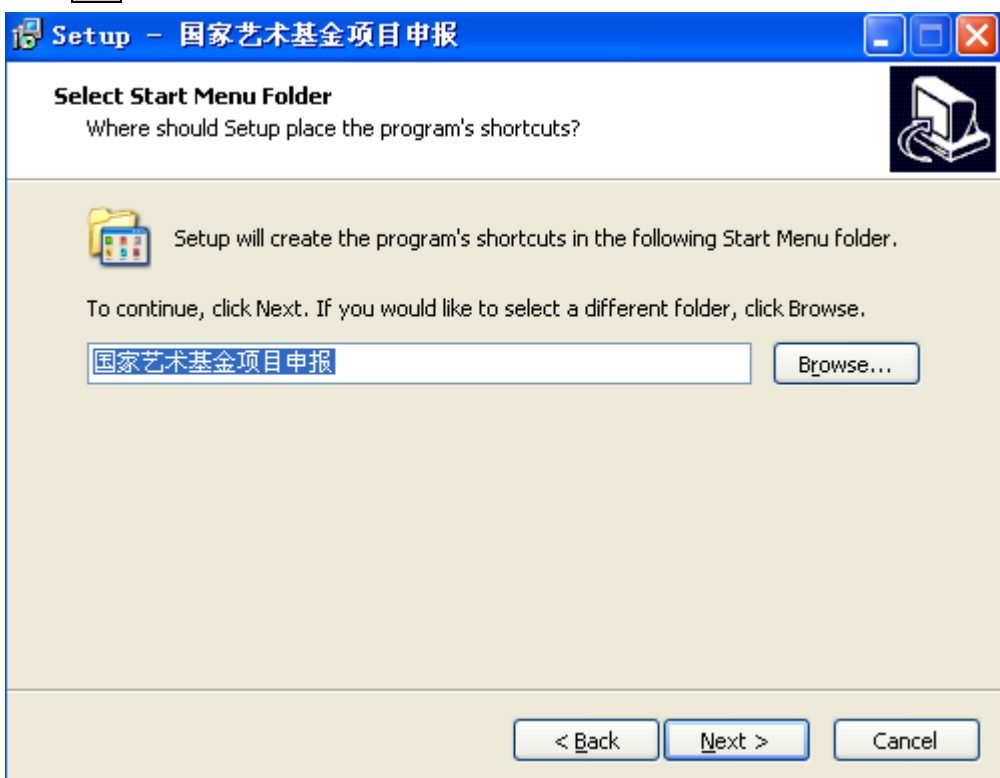 Setup - 国家艺术基金项目申报
Select Start Menu Folder
Where should Setup place the program's shortcuts?
Setup will create the program's shortcuts in the following Start Menu folder.
To continue, click Next. If you would like to select a different folder, click Browse.
国家艺术基金项目申报
Browse...
< Back
Next >
Cancel